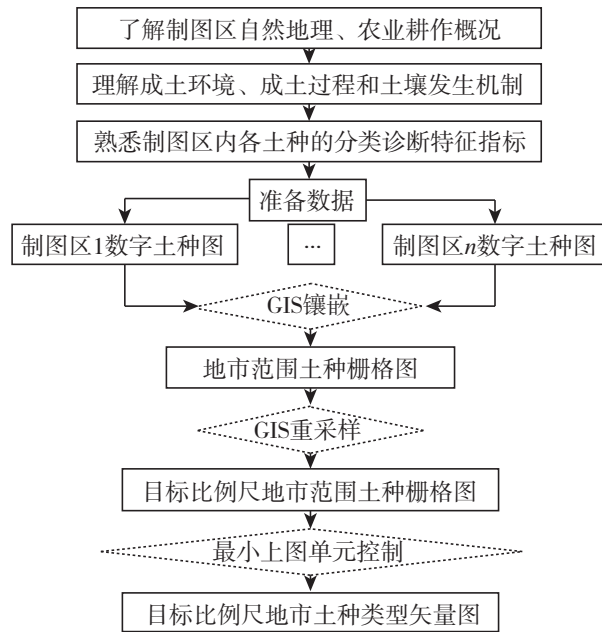 了解制图区自然地理、农业耕作概况
理解成土环境、成土过程和土壤发生机制
熟悉制图区内各土种的分类诊断特征指标
准备数据
制图区1数字土种图
...
制图区n数字土种图
GIS镶嵌
地市范围土种栅格图
GIS重采样
目标比例尺地市范围土种栅格图
最小上图单元控制
目标比例尺地市土种类型矢量图